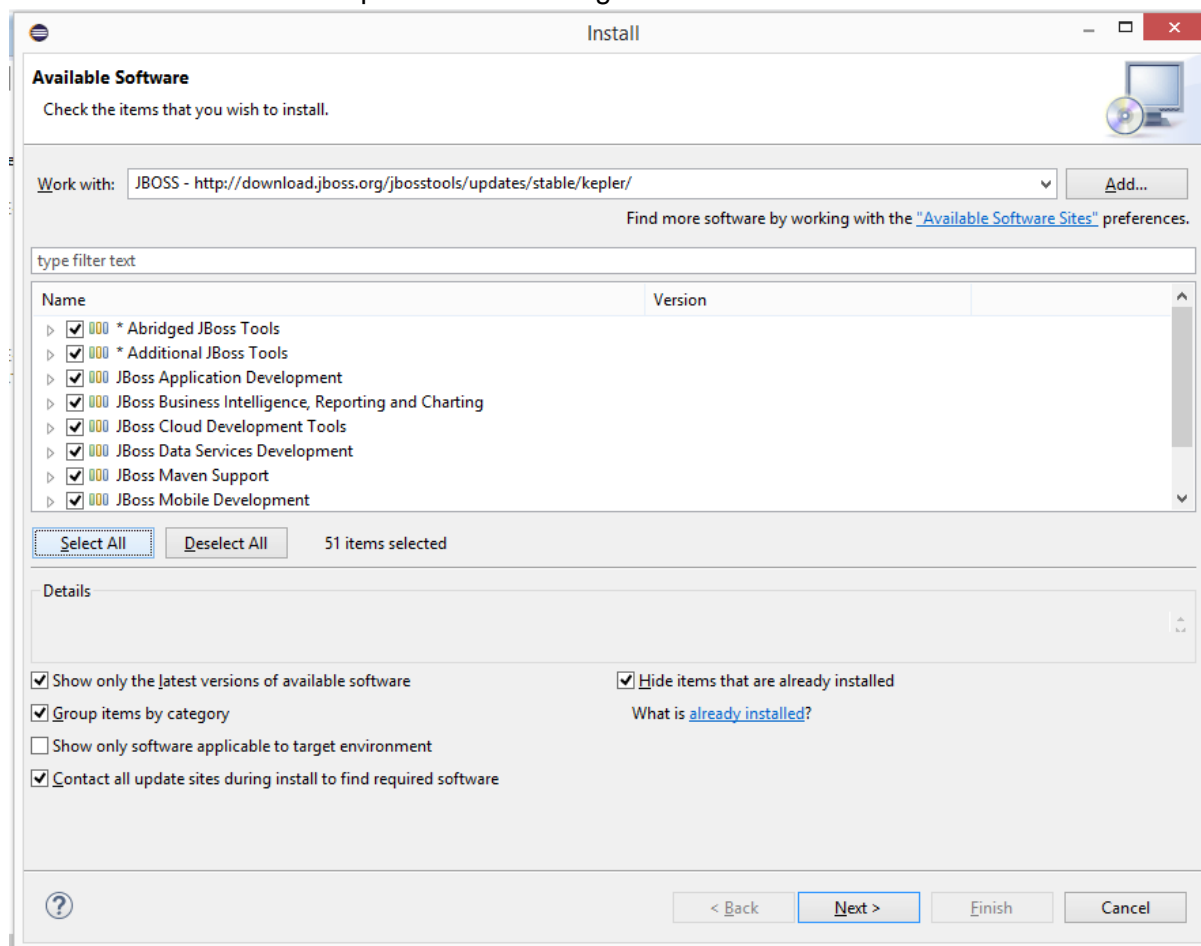 Install
Available Software
Check the items that you wish to install.
Work with: JBOSS - http://download.jboss.org/jbosstools/updates/stable/kepler/ Add...
Find more software by working with the "Available Software Sites" preferences.
type filter text
Name Version
* Abridged JBoss Tools
* Additional JBoss Tools
JBoss Application Development
JBoss Business Intelligence, Reporting and Charting
JBoss Cloud Development Tools
JBoss Data Services Development
JBoss Maven Support
JBoss Mobile Development
Select All Deselect All 51 items selected
Details
Show only the latest versions of available software Hide items that are already installed
Group items by category What is already installed?
Show only software applicable to target environment
Contact all update sites during install to find required software
? < Back Next > Finish Cancel